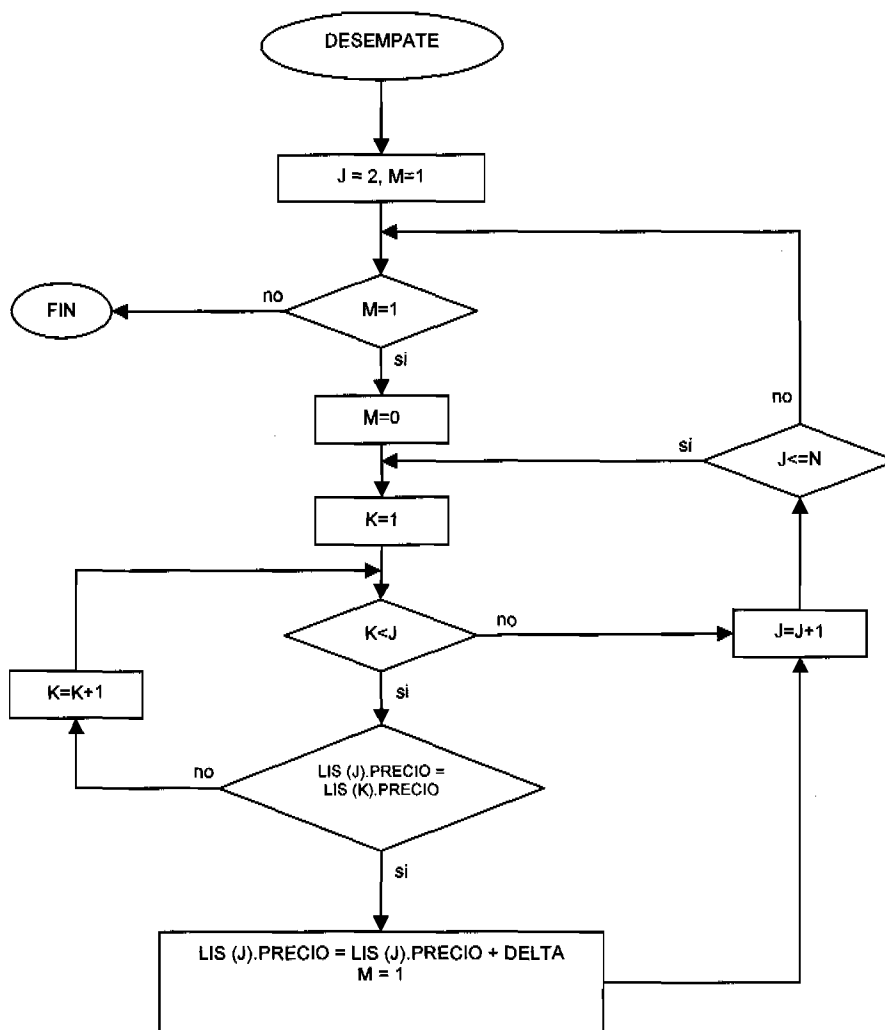 DESEMPATE
J = 2, M=1
no
FIN
M=1
si
M=0
no
si
J<=N
K=1
K<J
no
J=J+1
K=K+1
si
no
LIS (J).PRECIO =
LIS (K).PRECIO
si
LIS (J).PRECIO = LIS (J).PRECIO + DELTA
M = 1